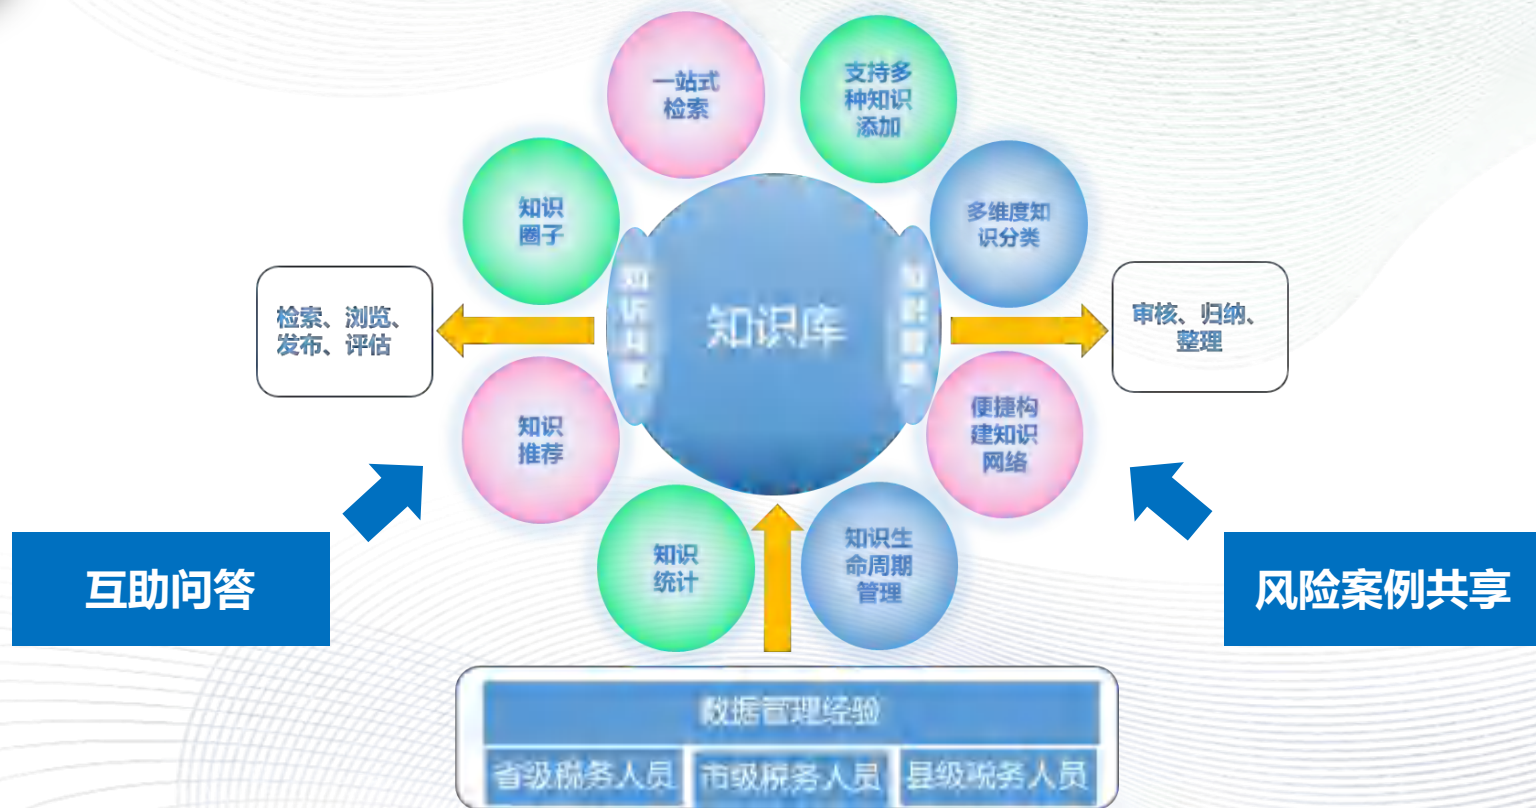 一站式
检索
支持多
种知识
添加
知识
圈子
多维度知
识分类
检索、浏览、
发布、评估
知识库
审核、归纳、
整理
知识
推荐
便捷构
建知识
网络
知识
统计
知识生
命周期
管理
互助问答
风险案例共享
数据管理经验
省级税务人员
市级税务人员
县级税务人员